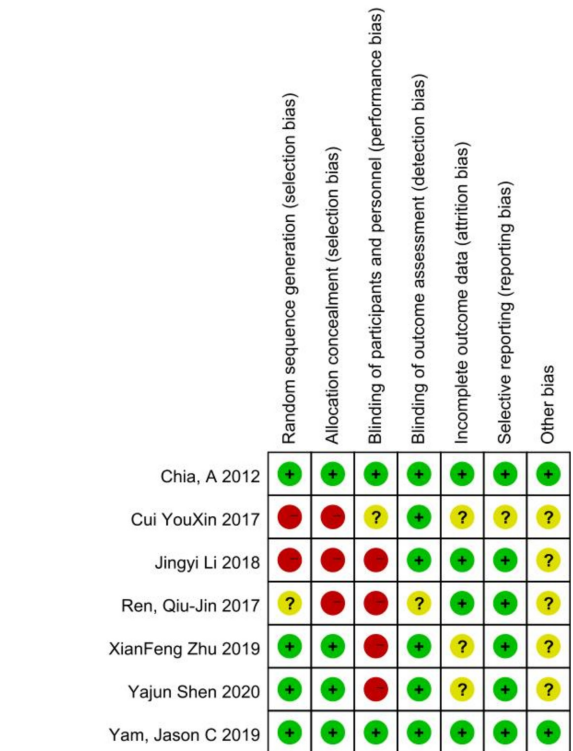 Random sequence generation (selection bias)
Allocation concealment (selection bias)
Blinding of participants and personnel (performance bias)
Blinding of outcome assessment (detection bias)
Incomplete outcome data (attrition bias)
Selective reporting (reporting bias)
Other bias
Chia, A 2012 + + + + + + +
Cui YouXin 2017 - - ? + ? ? ?
Jingyi Li 2018 - - - + + + ?
Ren, Qiu-Jin 2017 ? - - ? + + ?
XianFeng Zhu 2019 + + - + ? + ?
Yajun Shen 2020 + + - + ? + ?
Yam, Jason C 2019 + + + + + + +